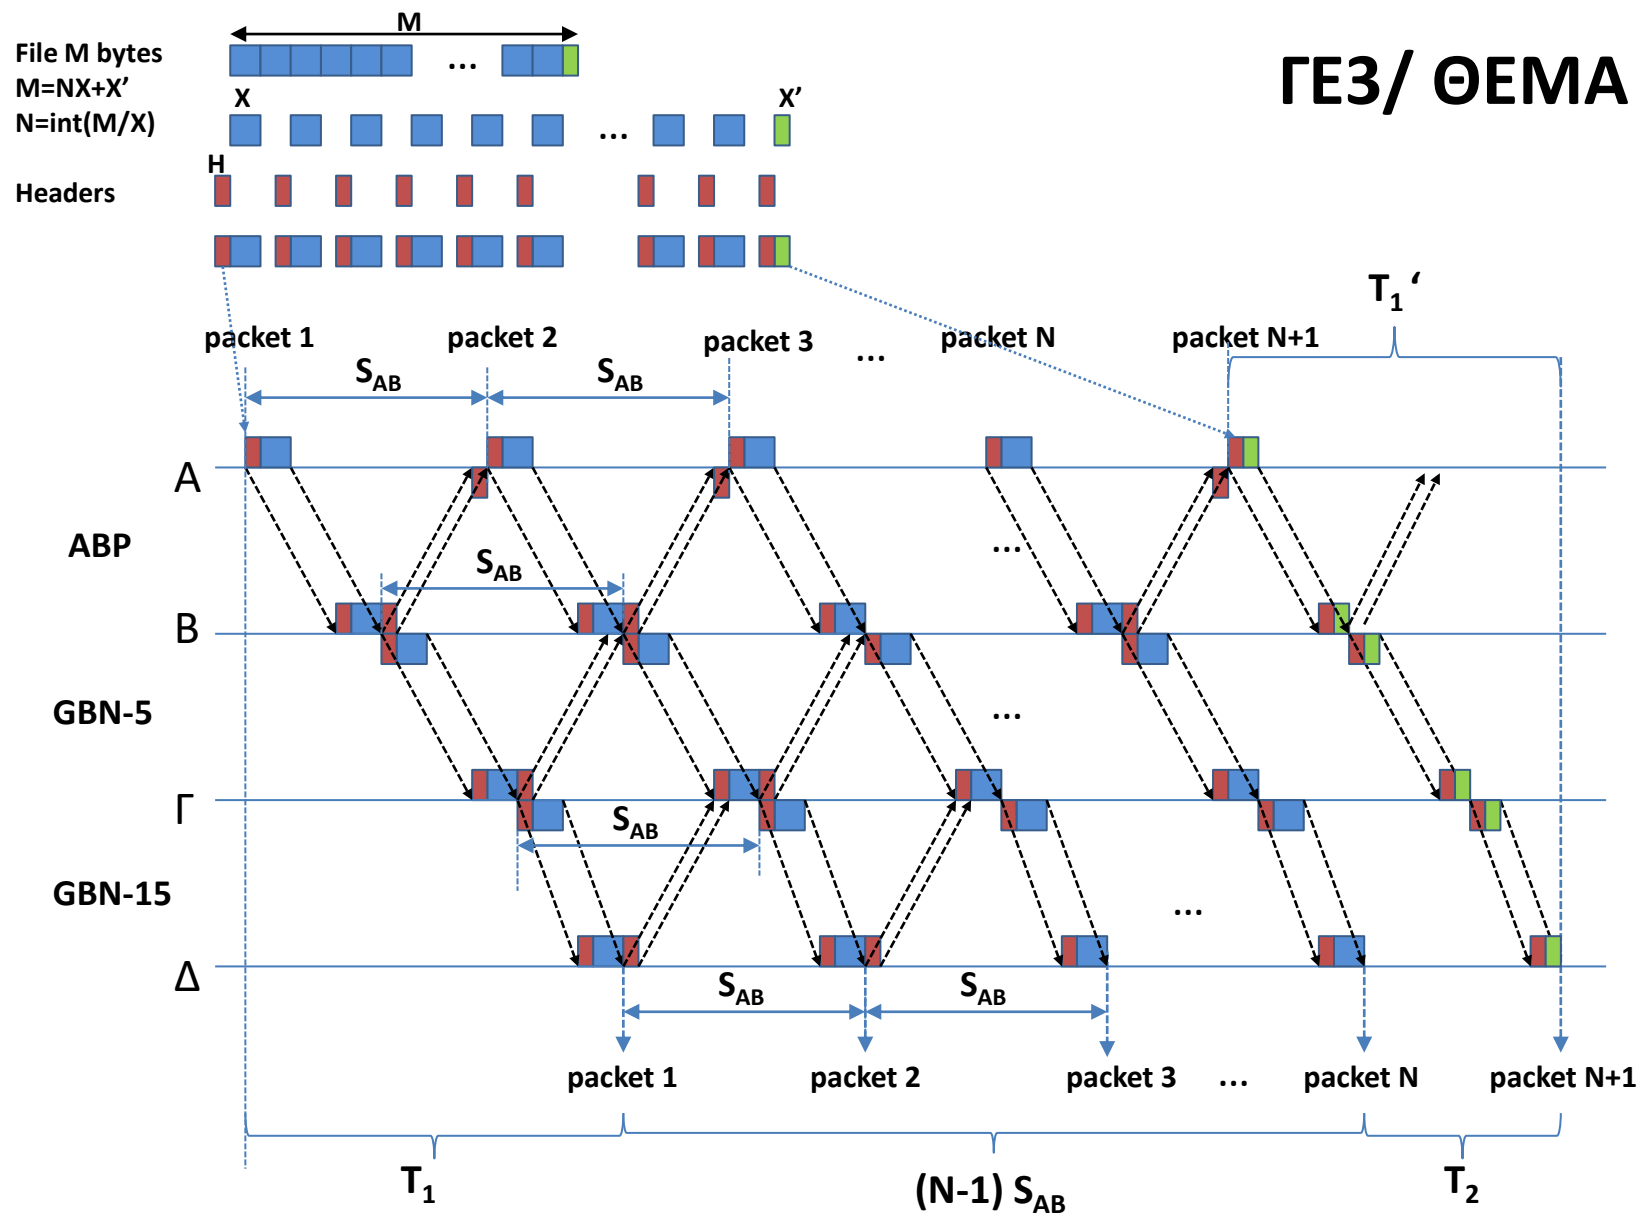 M
File M bytes
M=NX+X’
N=int(M/X)
...
ΓΕ3/ ΘΕΜΑ
X
X’
...
H
Headers
T1 ‘
packet 1
packet 2
packet 3
...
packet N
packet N+1
SAB
SAB
A
ABP
...
SAB
B
GBN-5
...
Γ
SAB
GBN-15
...
Δ
SAB
SAB
packet 1
packet 2
packet 3
...
packet N
packet N+1
T1
(N-1) SAB
T2